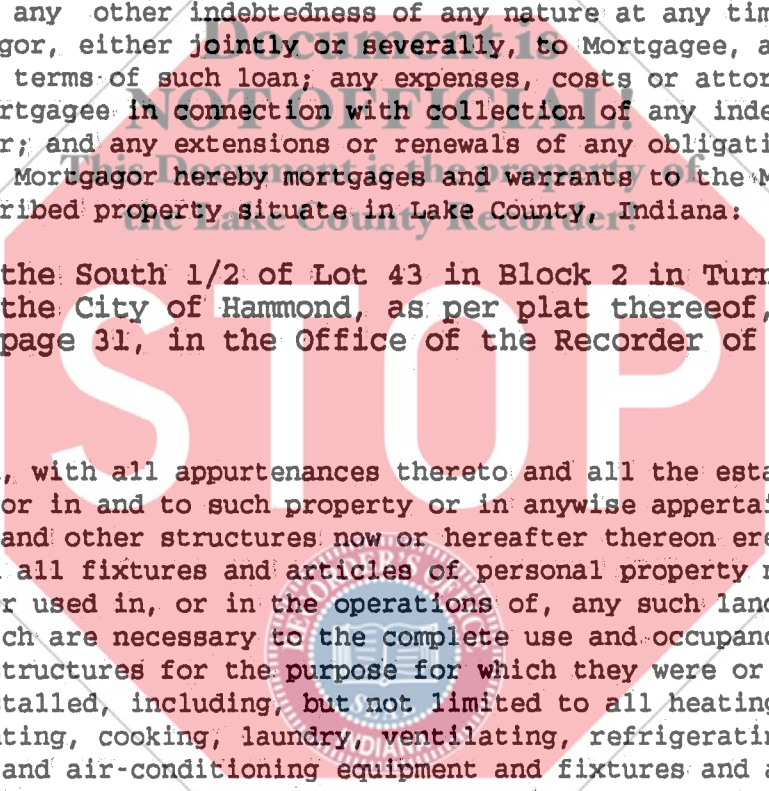 any other indebtedness of any nature at any tim
gor, either jointly or severally, to Mortgagee, a
Document is
terms of such loan; any expenses, costs or attor
NOT OFFICIAL!
rtgagee in connection with collection of any inde
r; and any extensions or renewals of any obligati
This Document is the property of
Mortgagor hereby mortgages and warrants to the M
the Lake County Recorder!
ribed property situate in Lake County, Indiana:
the South 1/2 of Lot 43 in Block 2 in Turn
the City of Hammond, as per plat thereof,
page 31, in the Office of the Recorder of
STOP
, with all appurtenances thereto and all the esta
or in and to such property or in anywise appertai
and other structures now or hereafter thereon ere
all fixtures and articles of personal property
r used in, or in the operations of, any such land
ch are necessary to the complete use and occupanc
tructures for the purpose for which they were or
stalled, including, but not limited to all heating
ating, cooking, laundry, ventilating, refrigeratin
and air-conditioning equipment and fixtures and a
RECORDER'S OFFICE
SEAL
INDIANA